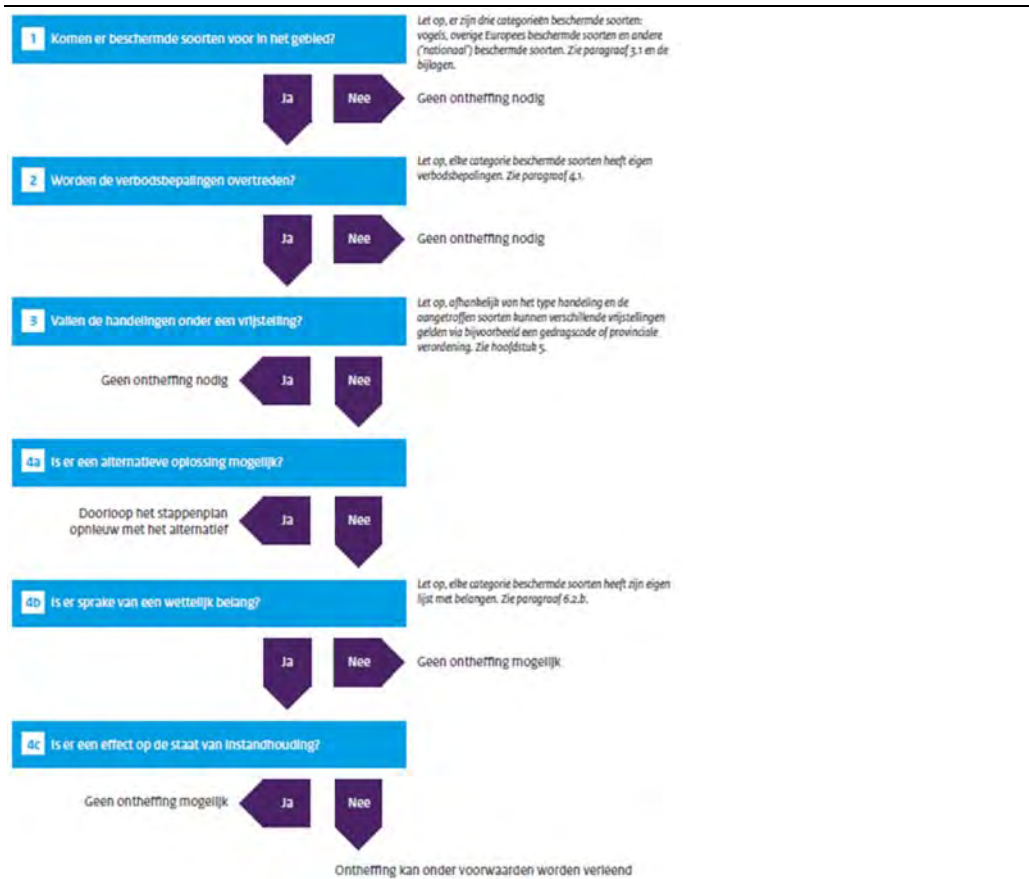 1 Komen er beschermde soorten voor in het gebied?
Let op, er zijn drie categorieën beschermde soorten:
vogels, overige Europees beschermde soorten en andere
('nationaal') beschermde soorten. Zie paragraaf 3.1 en de
bijlagen.
Ja
Nee
Geen ontheffing nodig
2 Worden de verbodsbepalingen overtreden?
Let op, elke categorie beschermde soorten heeft eigen
verbodsbepalingen. Zie paragraaf 4.1.
Ja
Nee
Geen ontheffing nodig
3 Vallen de handelingen onder een vrijstelling?
Let op, afhankelijk van het type handeling en de
aangetroffen soorten kunnen verschillende vrijstellingen
gelden via bijvoorbeeld een gedragscode of provinciale
verordening. Zie hoofdstuk 5.
Geen ontheffing nodig
Ja
Nee
4a Is er een alternatieve oplossing mogelijk?
Doorloop het stappenplan
opnieuw met het alternatief
Ja
Nee
4b Is er sprake van een wettelijk belang?
Let op, elke categorie beschermde soorten heeft zijn eigen
lijst met belangen. Zie paragraaf 6.2.b.
Ja
Nee
Geen ontheffing mogelijk
4c Is er een effect op de staat van instandhouding?
Geen ontheffing mogelijk
Ja
Nee
Ontheffing kan onder voorwaarden worden verleend